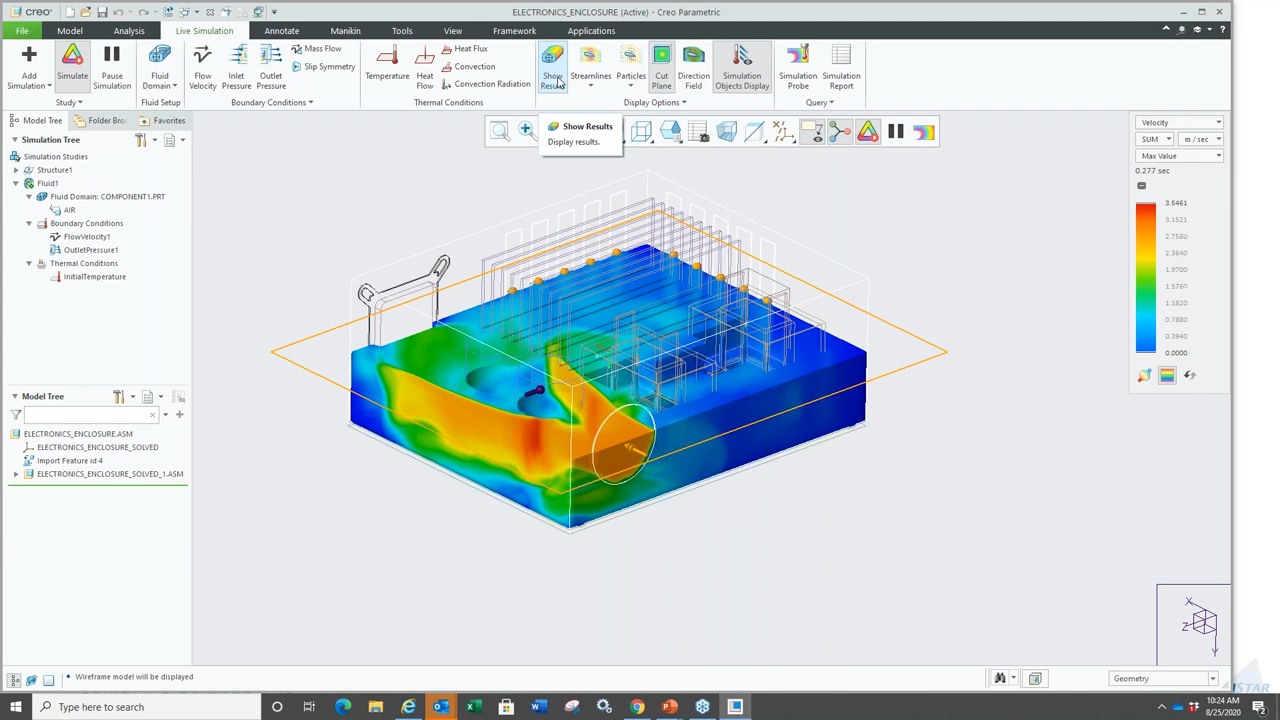 creo
ELECTRONICS_ENCLOSURE (Active) - Creo Parametric
File
Model
Analysis
Live Simulation
Annotate
Manikin
Tools
View
Framework
Applications
Add
Simulation
Simulate
Pause
Simulation
Fluid
Domain
Flow
Velocity
Inlet
Pressure
Outlet
Pressure
Mass Flow
Slip Symmetry
Temperature
Heat
Flow
Heat Flux
Convection
Convection Radiation
Show
Results
Streamlines
Particles
Cut
Plane
Direction
Field
Simulation
Objects Display
Simulation
Probe
Simulation
Report
Study
Fluid Setup
Boundary Conditions
Thermal Conditions
Display Options
Query
Model Tree
Folder Bro
Favorites
Show Results
Display results.
Simulation Tree
Simulation Studies
Structure1
Fluid1
Fluid Domain: COMPONENT1.PRT
AIR
Boundary Conditions
FlowVelocity1
OutletPressure1
Thermal Conditions
InitialTemperature
Model Tree
ELECTRONICS_ENCLOSURE.ASM
ELECTRONICS_ENCLOSURE_SOLVED
Import Feature id 4
ELECTRONICS_ENCLOSURE_SOLVED_1.ASM
Velocity
SUM
m / sec
Max Value
0.277 sec
3.5461
3.1521
2.7580
2.3640
1.9700
1.5760
1.1820
0.7880
0.3940
0.0000
X
Z
Y
Wireframe model will be displayed
Geometry
Type here to search
10:24 AM
8/25/2020
2